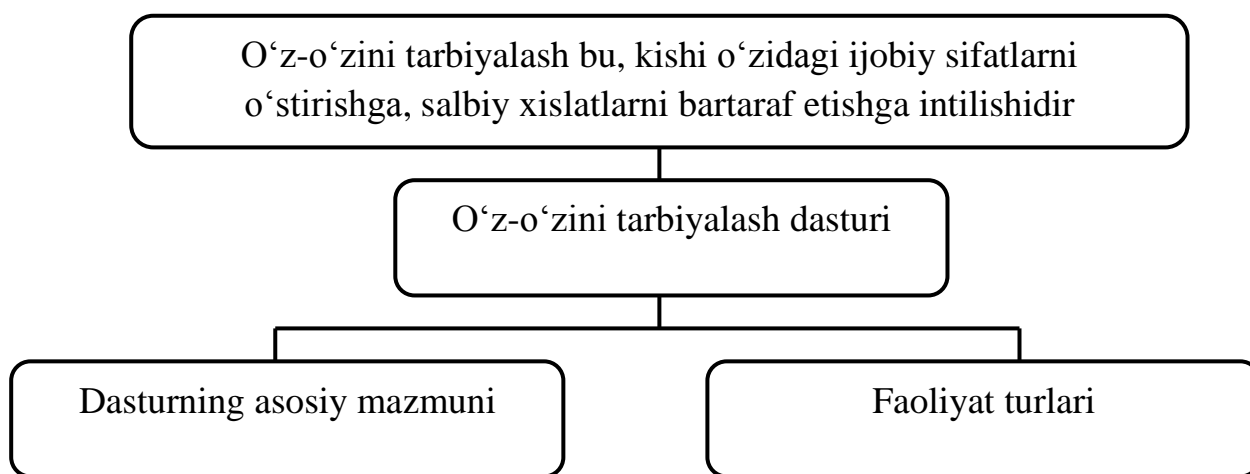 O‘z-o‘zini tarbiyalash bu, kishi o‘zidagi ijobiy sifatlarni
o‘stirishga, salbiy xislatlarni bartaraf etishga intilishidir
O‘z-o‘zini tarbiyalash dasturi
Dasturning asosiy mazmuni
Faoliyat turlari